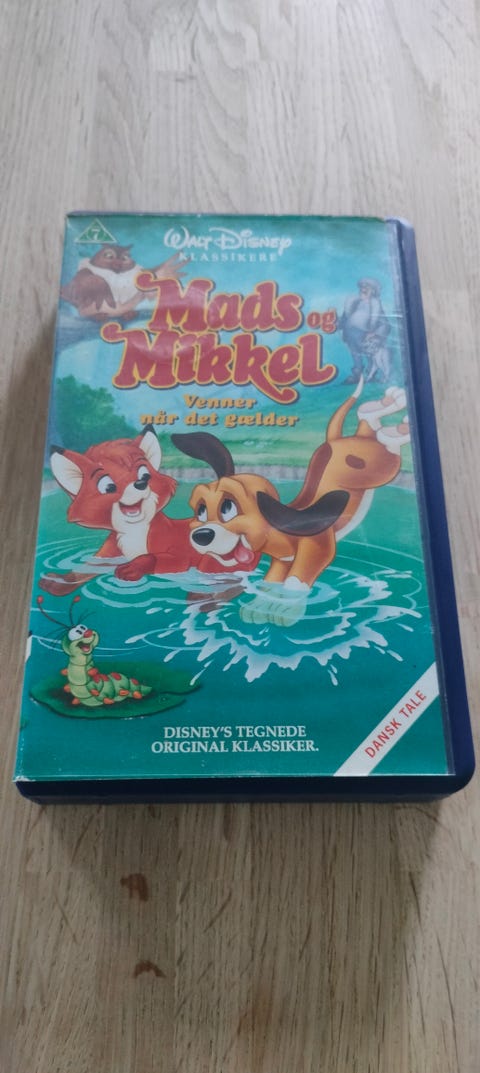 7
WALT DISNEY
KLASSIKERE
Mads og
Mikkel
Venner
når det gælder
DISNEY'S TEGNEDE
ORIGINAL KLASSIKER.
DANSK TALE